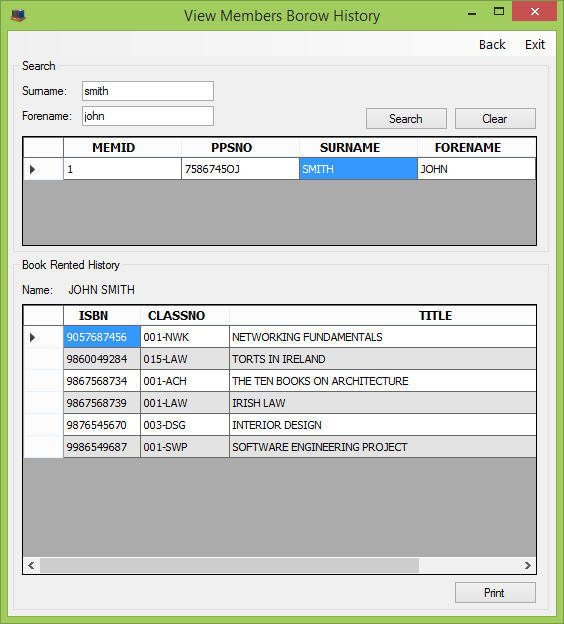 View Members Borow History
Back Exit
Search
Surname: smith
Forename: john
Search Clear
MEMID PPSNO SURNAME FORENAME
1 7586745OJ SMITH JOHN
Book Rented History
Name: JOHN SMITH
ISBN CLASSNO TITLE
9057687456 001-NWK NETWORKING FUNDAMENTALS
9860049284 015-LAW TORTS IN IRELAND
9867568734 001-ACH THE TEN BOOKS ON ARCHITECTURE
9867568739 001-LAW IRISH LAW
9876545670 003-DSG INTERIOR DESIGN
9986549687 001-SWP SOFTWARE ENGINEERING PROJECT
Print